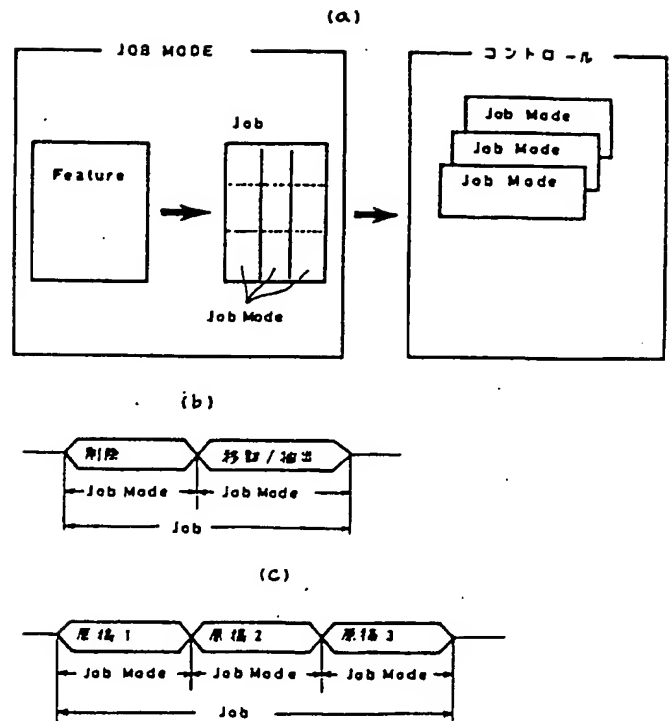 (a)
JOB MODE
コントロール
Feature
Job
Job Mode
Job Mode
Job Mode
Job Mode
(b)
削除
移動/抽出
Job Mode
Job Mode
Job
(c)
原稿1
原稿2
原稿3
Job Mode
Job Mode
Job Mode
Job